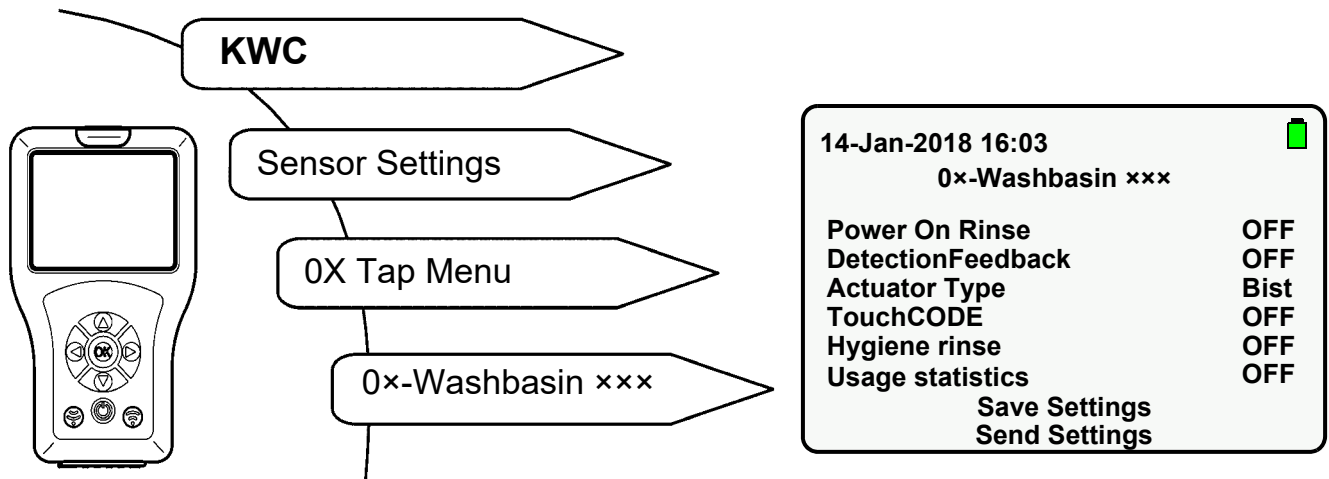 KWC
Sensor Settings
0X Tap Menu
0×-Washbasin ×××
OK
14-Jan-2018 16:03
0×-Washbasin ×××
Power On Rinse OFF
DetectionFeedback OFF
Actuator Type Bist
TouchCODE OFF
Hygiene rinse OFF
Usage statistics OFF
Save Settings
Send Settings